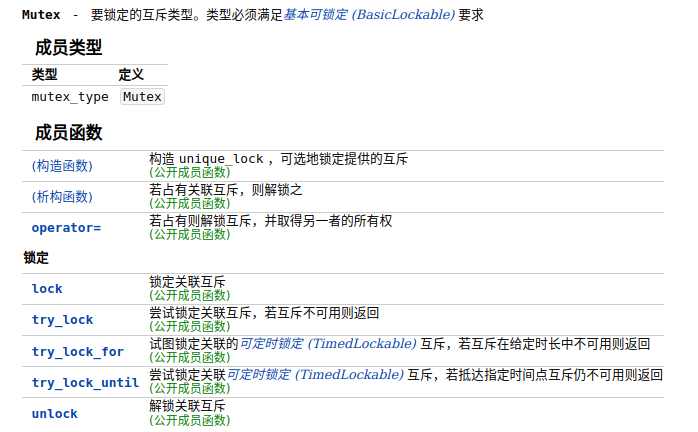 Mutex - 要锁定的互斥类型。类型必须满足基本可锁定 (BasicLockable) 要求
成员类型
类型 定义
mutex_type Mutex
成员函数
(构造函数) 构造 unique_lock ，可选地锁定提供的互斥
(公开成员函数)
(析构函数) 若占有关联互斥，则解锁之
(公开成员函数)
operator= 若占有则解锁互斥，并取得另一者的所有权
(公开成员函数)
锁定
lock 锁定关联互斥
(公开成员函数)
try_lock 尝试锁定关联互斥，若互斥不可用则返回
(公开成员函数)
try_lock_for 试图锁定关联的可定时锁定 (TimedLockable) 互斥，若互斥在给定时长中不可用则返回
(公开成员函数)
try_lock_until 尝试锁定关联可定时锁定 (TimedLockable) 互斥，若抵达指定时间点互斥仍不可用则返回
(公开成员函数)
unlock 解锁关联互斥
(公开成员函数)